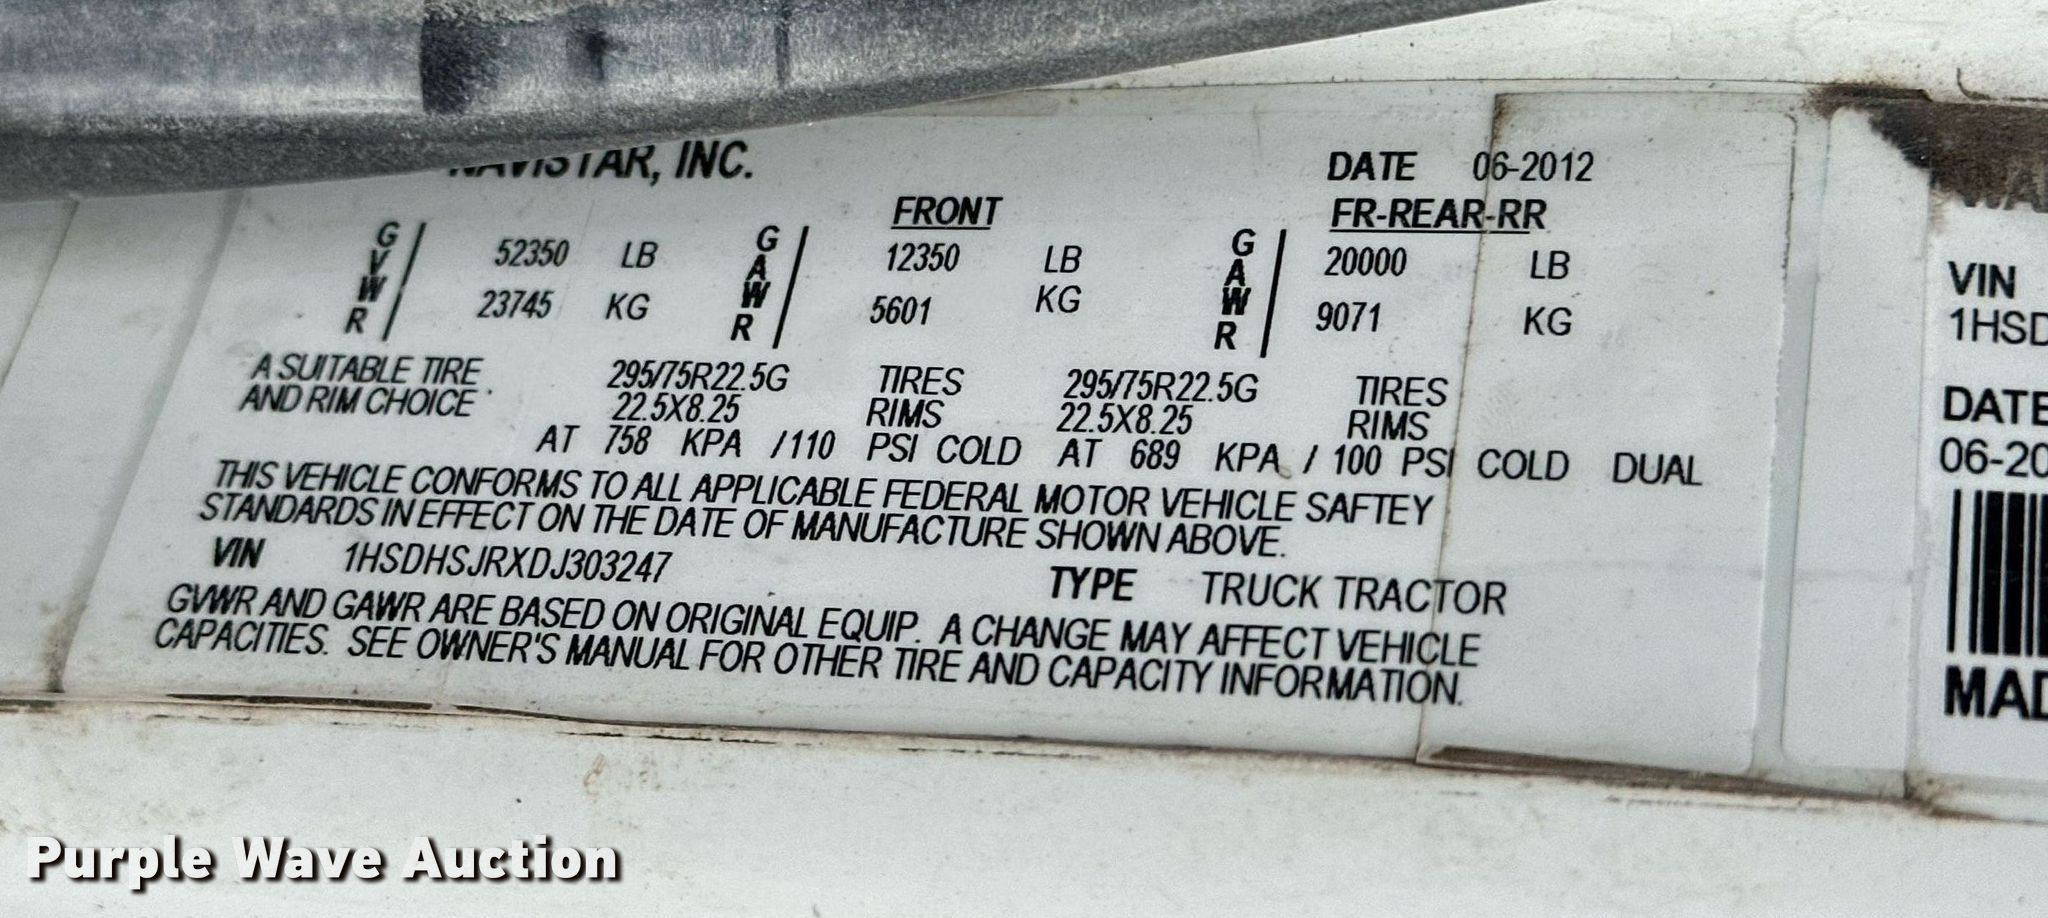 NAVISTAR, INC. DATE 06-2012
FRONT FR-REAR-RR
GVWR 52350 LB GAWR 12350 LB GAWR 20000 LB
23745 KG 5601 KG 9071 KG
A SUITABLE TIRE 295/75R22.5G TIRES 295/75R22.5G TIRES
AND RIM CHOICE 22.5X8.25 RIMS 22.5X8.25 RIMS
AT 758 KPA /110 PSI COLD AT 689 KPA / 100 PSI COLD DUAL
THIS VEHICLE CONFORMS TO ALL APPLICABLE FEDERAL MOTOR VEHICLE SAFTEY
STANDARDS IN EFFECT ON THE DATE OF MANUFACTURE SHOWN ABOVE.
VIN 1HSDHSJRXDJ303247 TYPE TRUCK TRACTOR
GVWR AND GAWR ARE BASED ON ORIGINAL EQUIP. A CHANGE MAY AFFECT VEHICLE
CAPACITIES. SEE OWNER'S MANUAL FOR OTHER TIRE AND CAPACITY INFORMATION.
VIN
1HSD
DATE
06-20
MAD
Purple Wave Auction